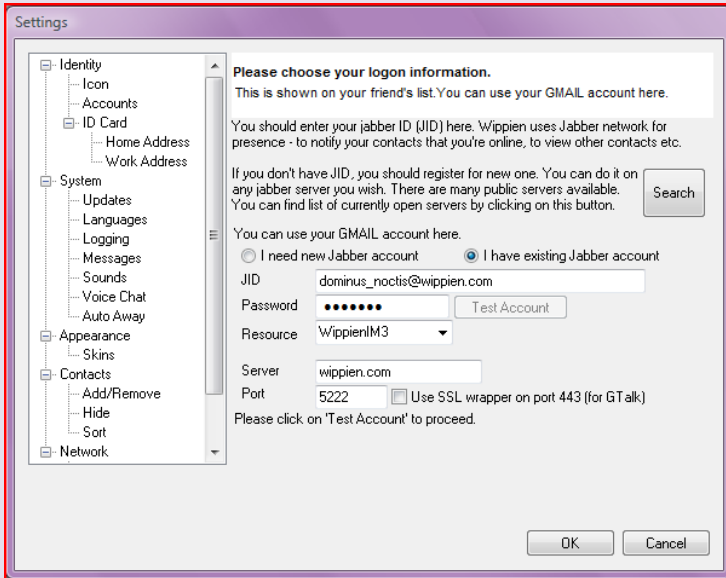 Settings
Identity
Icon
Accounts
ID Card
Home Address
Work Address
System
Updates
Languages
Logging
Messages
Sounds
Voice Chat
Auto Away
Appearance
Skins
Contacts
Add/Remove
Hide
Sort
Network
Please choose your logon information.
This is shown on your friend's list.You can use your GMAIL account here.
You should enter your jabber ID (JID) here. Wippien uses Jabber network for
presence - to notify your contacts that you're online, to view other contacts etc.
If you don't have JID, you should register for new one. You can do it on
any jabber server you wish. There are many public servers available.
You can find list of currently open servers by clicking on this button.
Search
You can use your GMAIL account here.
I need new Jabber account I have existing Jabber account
JID dominus_noctis@wippien.com
Password ●●●●●●● Test Account
Resource WippienIM3
Server wippien.com
Port 5222 Use SSL wrapper on port 443 (for GTalk)
Please click on 'Test Account' to proceed.
OK Cancel